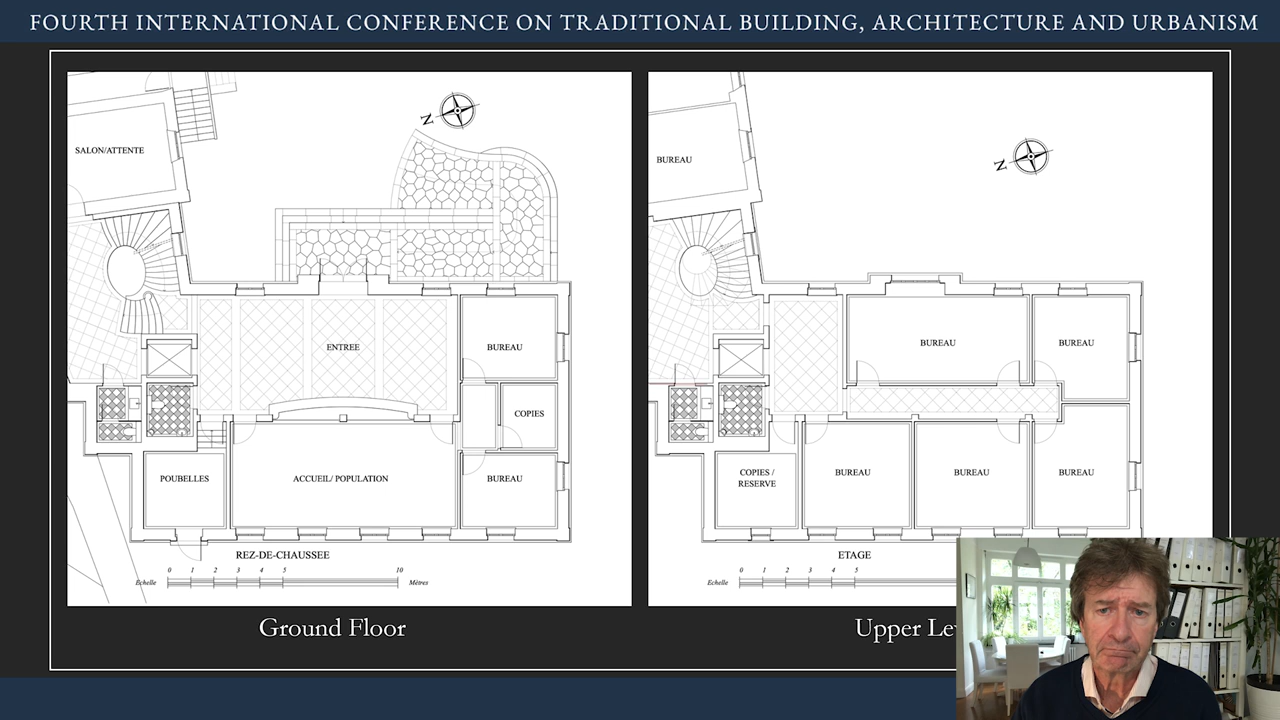 FOURTH INTERNATIONAL CONFERENCE ON TRADITIONAL BUILDING, ARCHITECTURE AND URBANISM
N
SALON/ATTENTE
ENTREE
BUREAU
COPIES
POUBELLES
ACCUEIL/ POPULATION
BUREAU
REZ-DE-CHAUSSEE
0 1 2 3 4 5 10
Echelle
Mètres
Ground Floor
N
BUREAU
BUREAU
BUREAU
COPIES /
RESERVE
BUREAU
BUREAU
BUREAU
ETAGE
0 1 2 3 4 5
Echelle
Upper